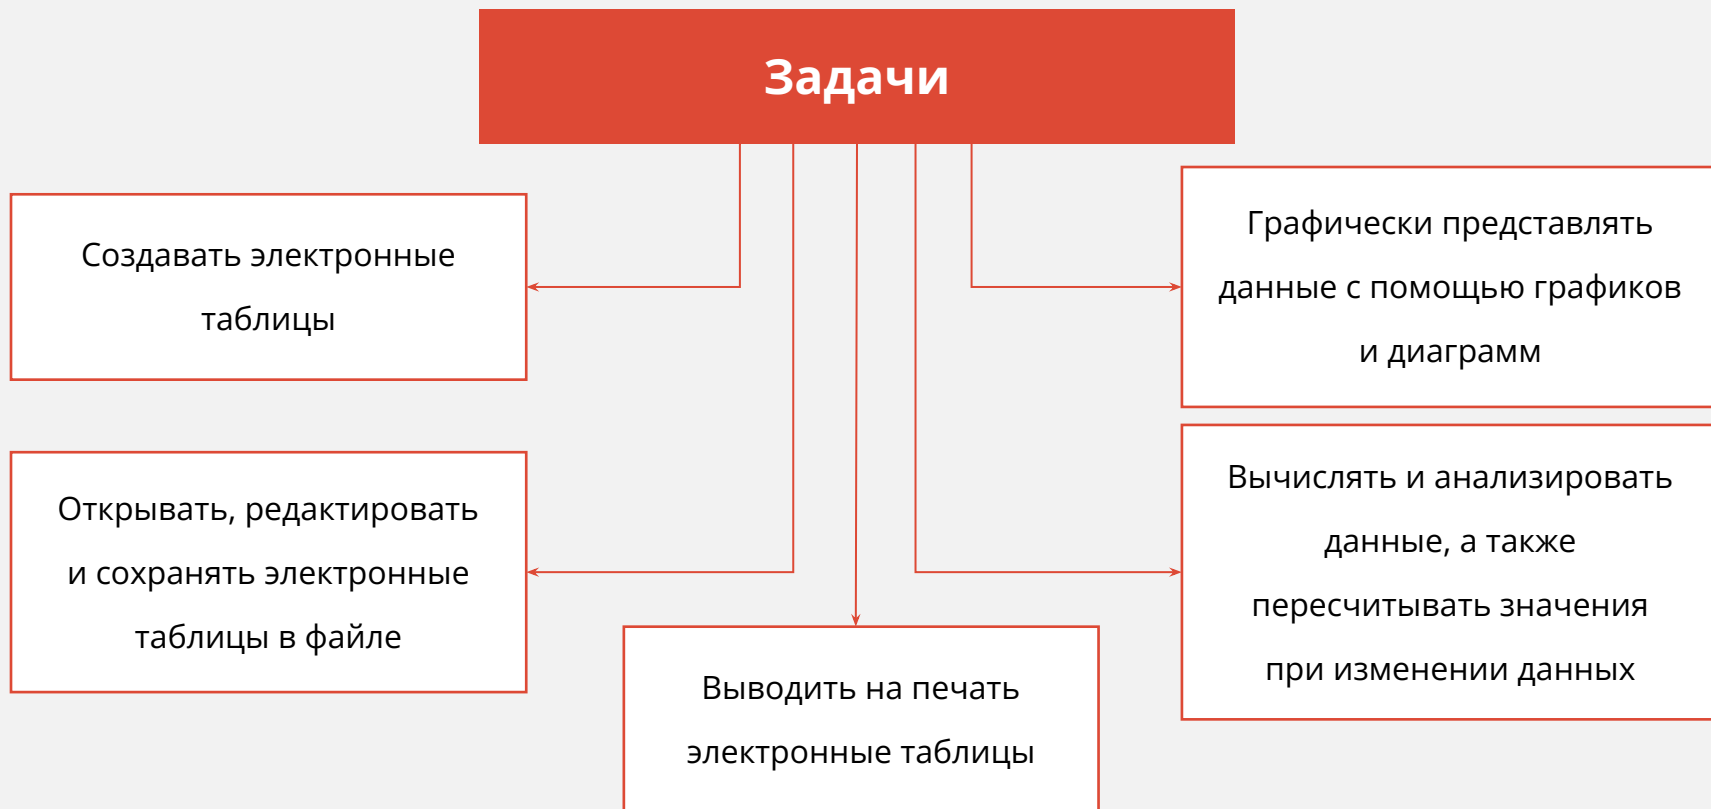 Задачи
Создавать электронные
таблицы
Открывать, редактировать
и сохранять электронные
таблицы в файле
Выводить на печать
электронные таблицы
Графически представлять
данные с помощью графиков
и диаграмм
Вычислять и анализировать
данные, а также
пересчитывать значения
при изменении данных